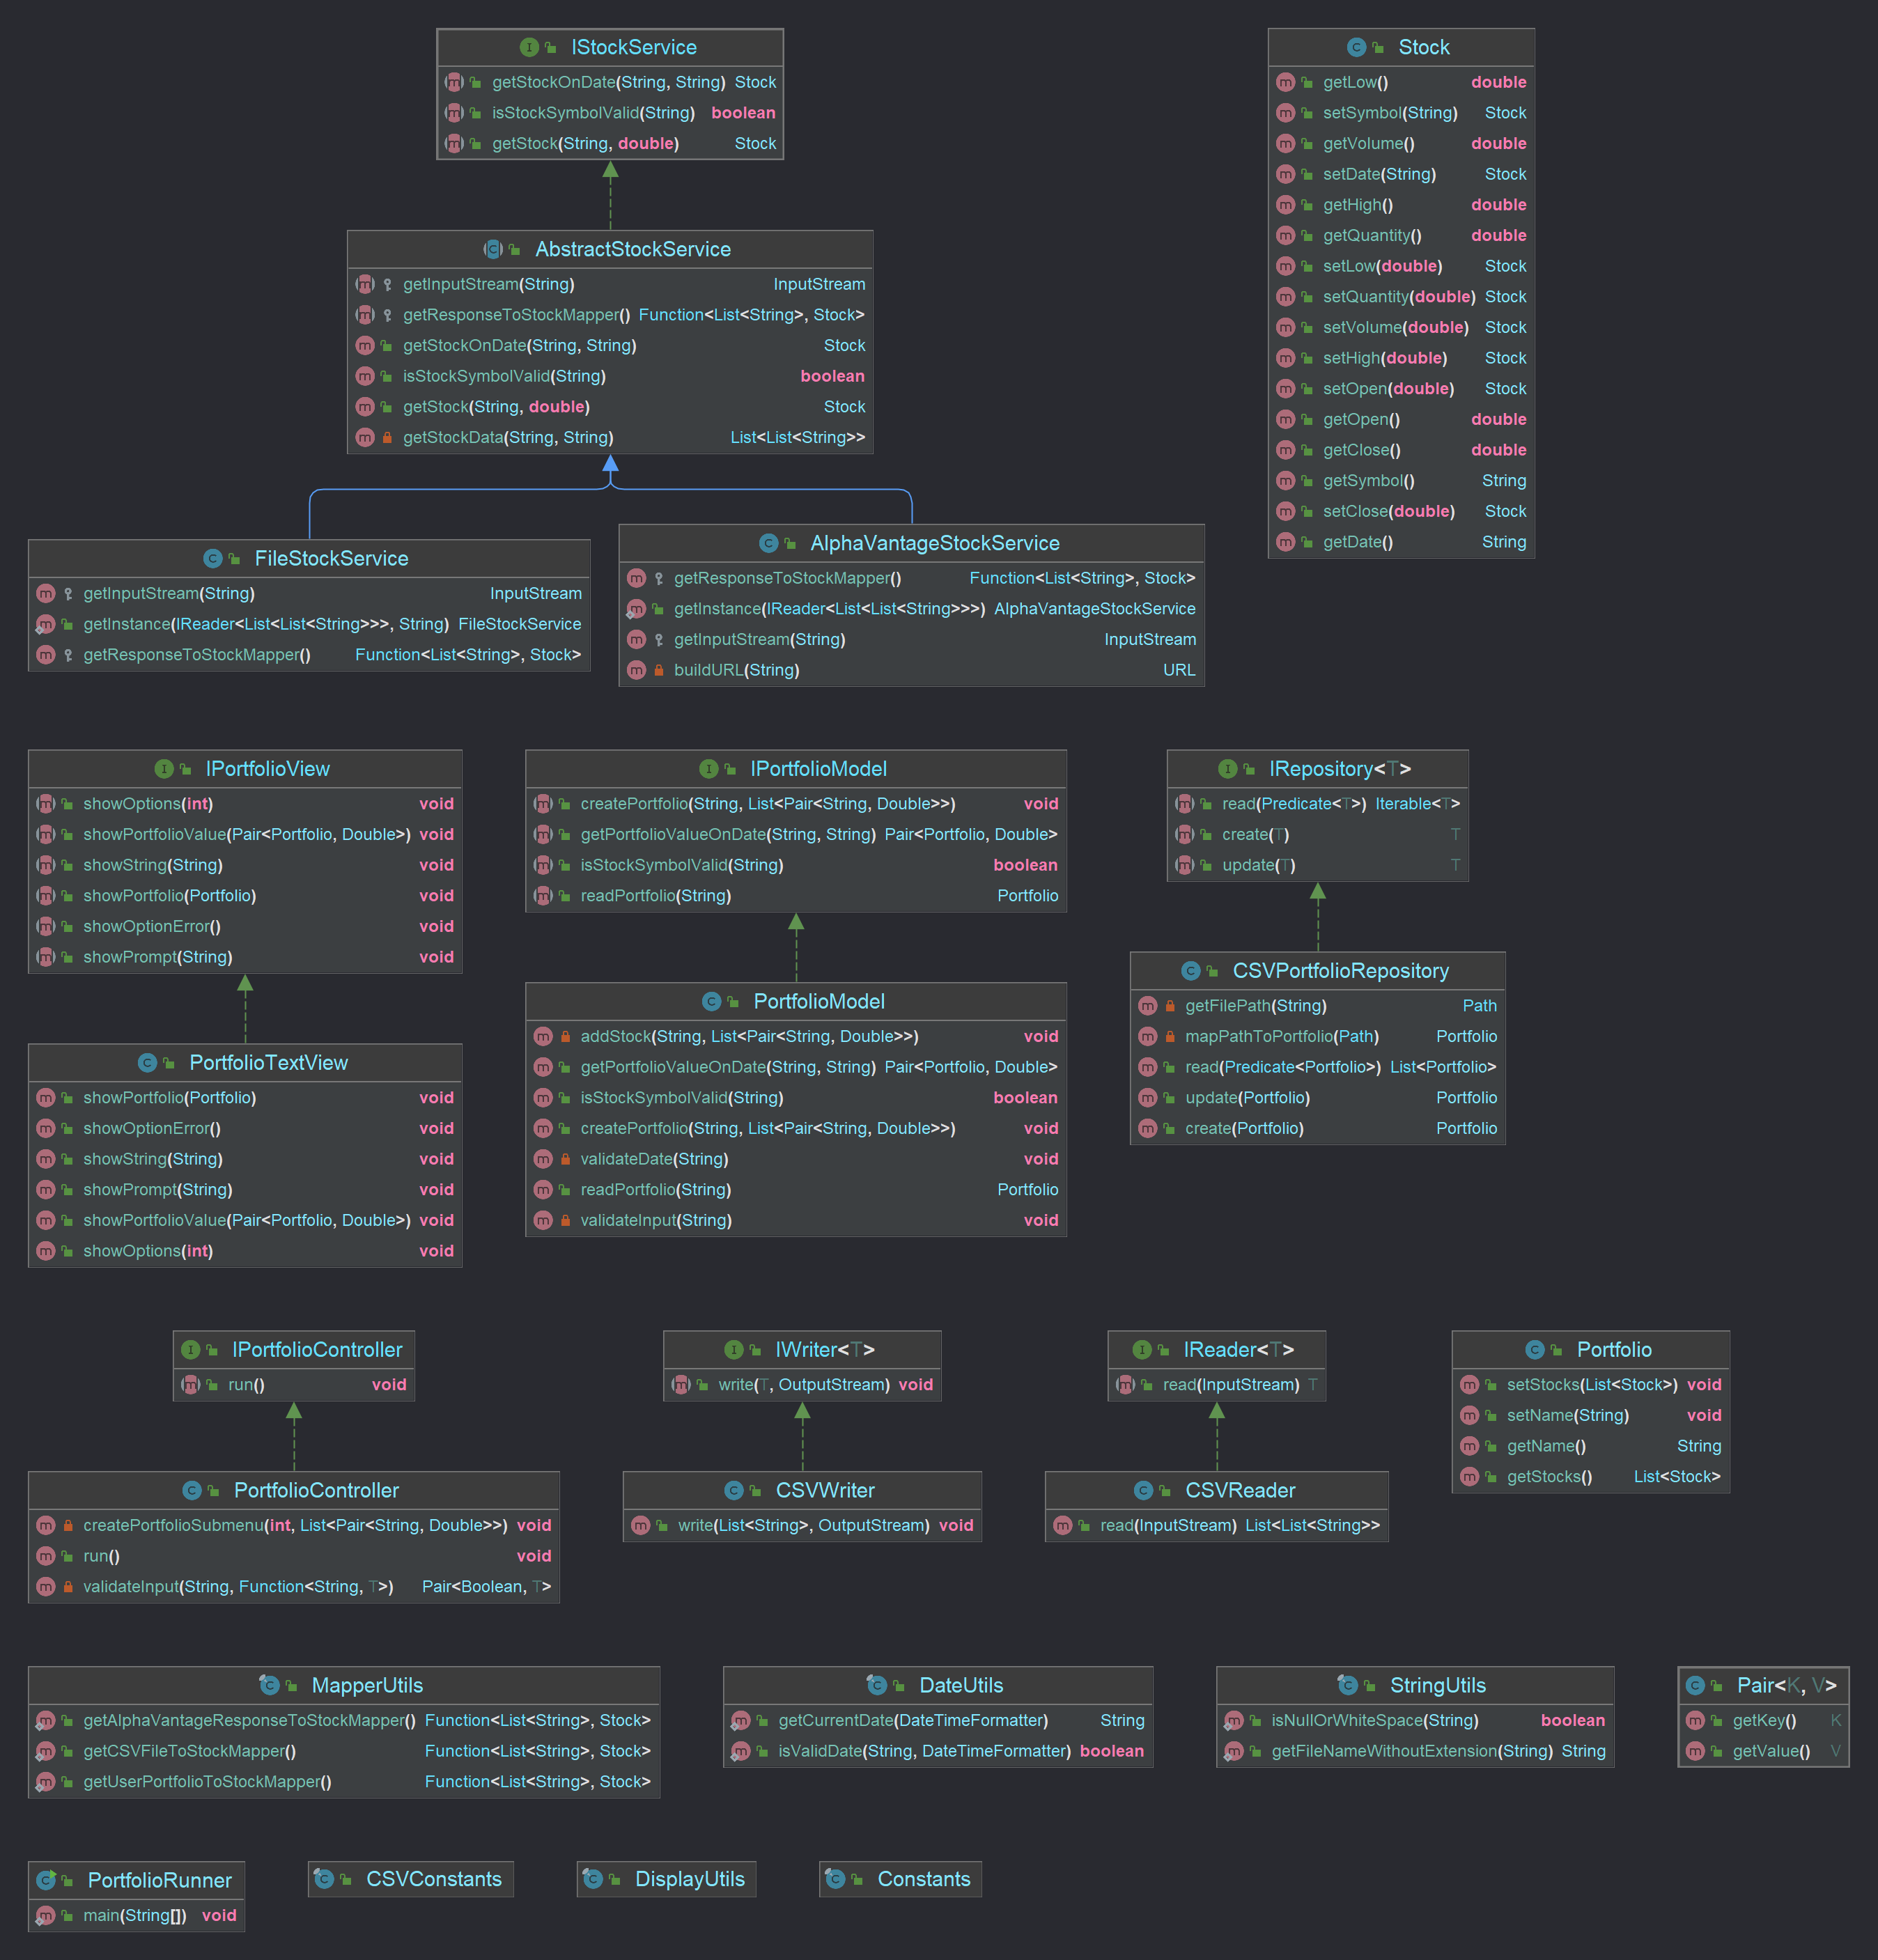 IStockService
getStockOnDate(String, String) Stock
isStockSymbolValid(String) boolean
getStock(String, double) Stock
Stock
getLow() double
setSymbol(String) Stock
getVolume() double
setDate(String) Stock
getHigh() double
getQuantity() double
setLow(double) Stock
setQuantity(double) Stock
setVolume(double) Stock
setHigh(double) Stock
setOpen(double) Stock
getOpen() double
getClose() double
getSymbol() String
setClose(double) Stock
getDate() String
AbstractStockService
getInputStream(String) InputStream
getResponseToStockMapper() Function<List<String>, Stock>
getStockOnDate(String, String) Stock
isStockSymbolValid(String) boolean
getStock(String, double) Stock
getStockData(String, String) List<List<String>>
FileStockService
getInputStream(String) InputStream
getInstance(IReader<List<List<String>>>, String) FileStockService
getResponseToStockMapper() Function<List<String>, Stock>
AlphaVantageStockService
getResponseToStockMapper() Function<List<String>, Stock>
getInstance(IReader<List<List<String>>>) AlphaVantageStockService
getInputStream(String) InputStream
buildURL(String) URL
IPortfolioView
showOptions(int) void
showPortfolioValue(Pair<Portfolio, Double>) void
showString(String) void
showPortfolio(Portfolio) void
showOptionError() void
showPrompt(String) void
IPortfolioModel
createPortfolio(String, List<Pair<String, Double>>) void
getPortfolioValueOnDate(String, String) Pair<Portfolio, Double>
isStockSymbolValid(String) boolean
readPortfolio(String) Portfolio
IRepository<T>
read(Predicate<T>) Iterable<T>
create(T) T
update(T) T
PortfolioTextView
showPortfolio(Portfolio) void
showOptionError() void
showString(String) void
showPrompt(String) void
showPortfolioValue(Pair<Portfolio, Double>) void
showOptions(int) void
PortfolioModel
addStock(String, List<Pair<String, Double>>) void
getPortfolioValueOnDate(String, String) Pair<Portfolio, Double>
isStockSymbolValid(String) boolean
createPortfolio(String, List<Pair<String, Double>>) void
validateDate(String) void
readPortfolio(String) Portfolio
validateInput(String) void
CSVPortfolioRepository
getFilePath(String) Path
mapPathToPortfolio(Path) Portfolio
read(Predicate<Portfolio>) List<Portfolio>
update(Portfolio) Portfolio
create(Portfolio) Portfolio
IPortfolioController
run() void
IWriter<T>
write(T, OutputStream) void
IReader<T>
read(InputStream) T
Portfolio
setStocks(List<Stock>) void
setName(String) void
getName() String
getStocks() List<Stock>
PortfolioController
createPortfolioSubmenu(int, List<Pair<String, Double>>) void
run() void
validateInput(String, Function<String, T>) Pair<Boolean, T>
CSVWriter
write(List<String>, OutputStream) void
CSVReader
read(InputStream) List<List<String>>
MapperUtils
getAlphaVantageResponseToStockMapper() Function<List<String>, Stock>
getCSVFileToStockMapper() Function<List<String>, Stock>
getUserPortfolioToStockMapper() Function<List<String>, Stock>
DateUtils
getCurrentDate(DateTimeFormatter) String
isValidDate(String, DateTimeFormatter) boolean
StringUtils
isNullOrWhiteSpace(String) boolean
getFileNameWithoutExtension(String) String
Pair<K, V>
getKey() K
getValue() V
PortfolioRunner
main(String[]) void
CSVConstants
DisplayUtils
Constants